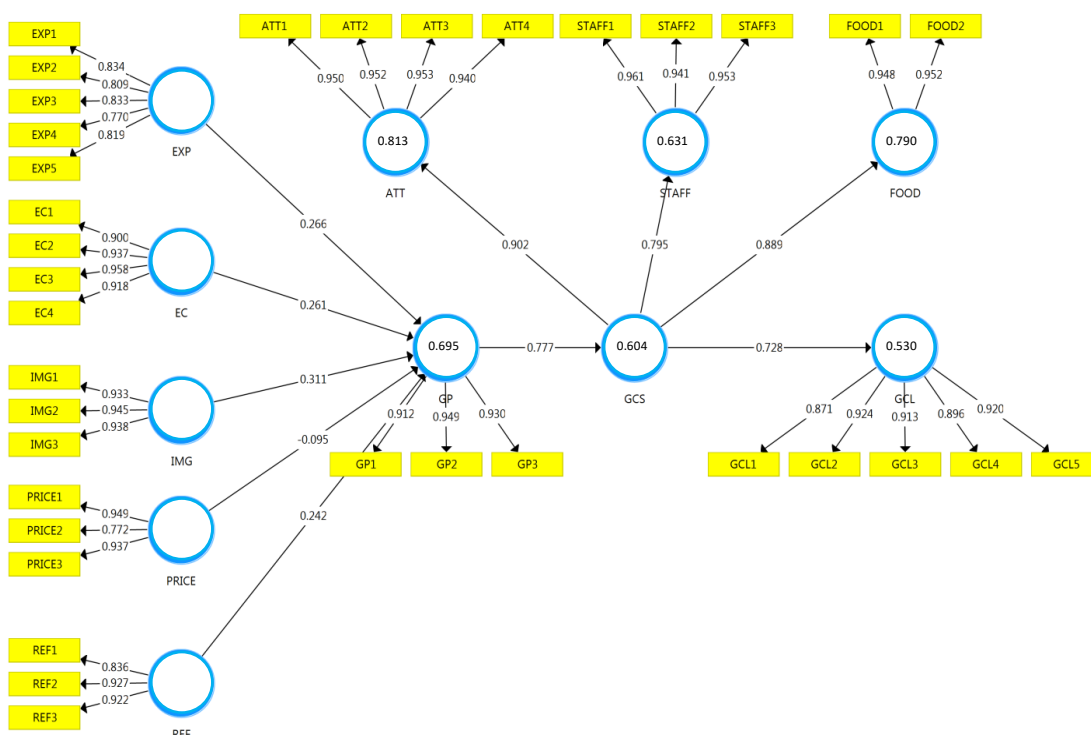 EXP1
EXP2
EXP3
EXP4
EXP5
0.834
0.809
0.833
0.770
0.819
EXP
ATT1
ATT2
ATT3
ATT4
0.950
0.952
0.953
0.940
0.813
ATT
STAFF1
STAFF2
STAFF3
0.961
0.941
0.953
0.631
STAFF
FOOD1
FOOD2
0.948
0.952
0.790
FOOD
0.266
0.902
0.795
0.889
EC1
EC2
EC3
EC4
0.900
0.937
0.958
0.918
EC
0.261
0.695
GP
0.777
0.604
GCS
0.728
0.530
GCL
IMG1
IMG2
IMG3
0.933
0.945
0.938
IMG
0.311
-0.095
0.912
0.949
0.930
GP1
GP2
GP3
0.871
0.924
0.913
0.896
0.920
GCL1
GCL2
GCL3
GCL4
GCL5
PRICE1
PRICE2
PRICE3
0.949
0.772
0.937
PRICE
0.242
REF1
REF2
REF3
0.836
0.927
0.922
REF